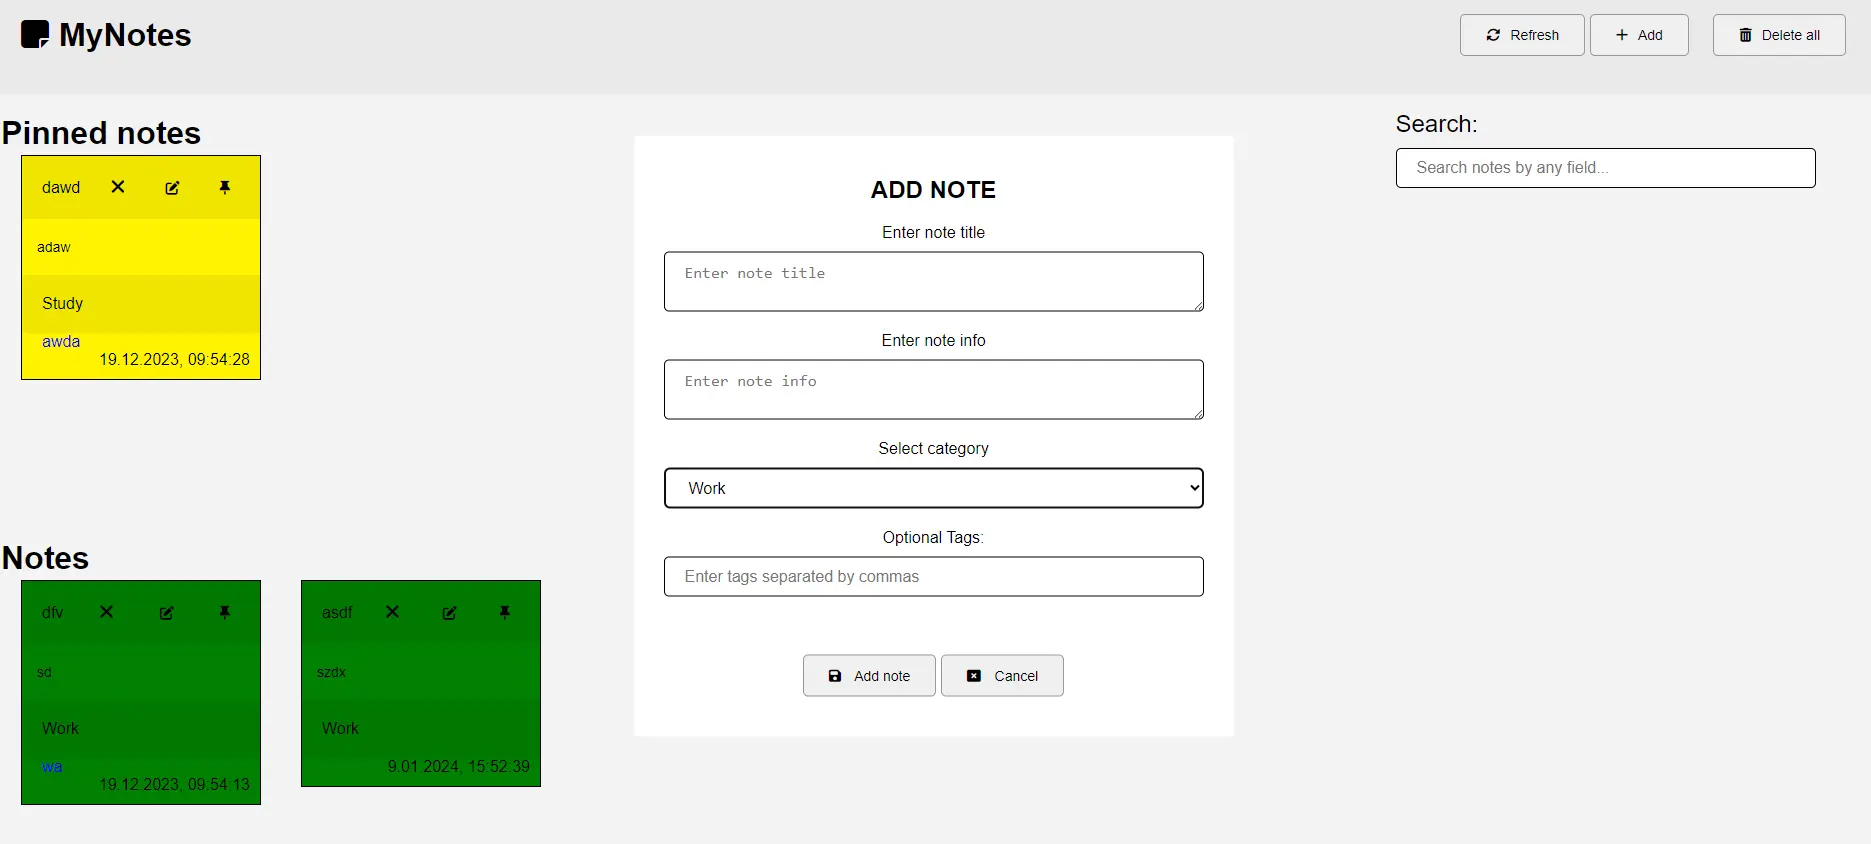 MyNotes
Refresh
Add
Delete all
Pinned notes
dawd
adaw
Study
awda
19.12.2023, 09:54:28
ADD NOTE
Enter note title
Enter note title
Enter note info
Enter note info
Select category
Work
Optional Tags:
Enter tags separated by commas
Add note
Cancel
Search:
Search notes by any field...
Notes
dfv
sd
Work
wa
19.12.2023, 09:54:13
asdf
szdx
Work
9.01.2024, 15:52:39